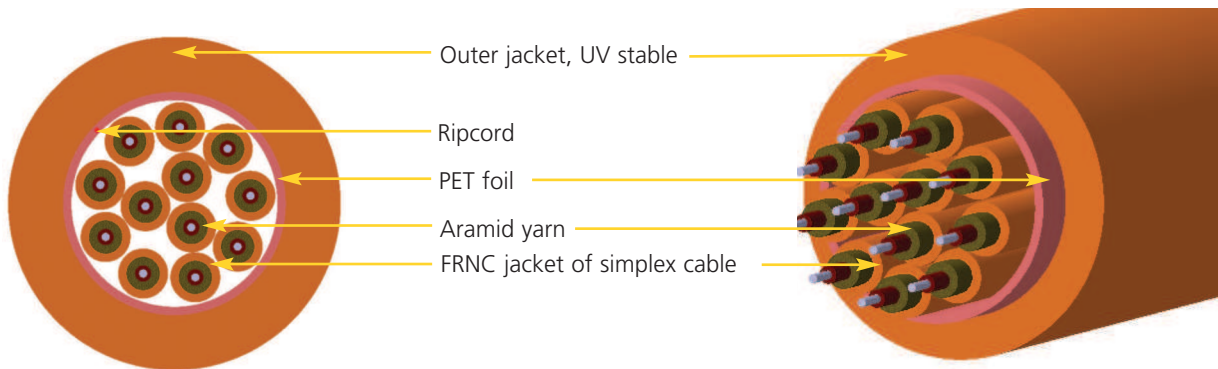 Outer jacket, UV stable
Ripcord
PET foil
Aramid yarn
FRNC jacket of simplex cable